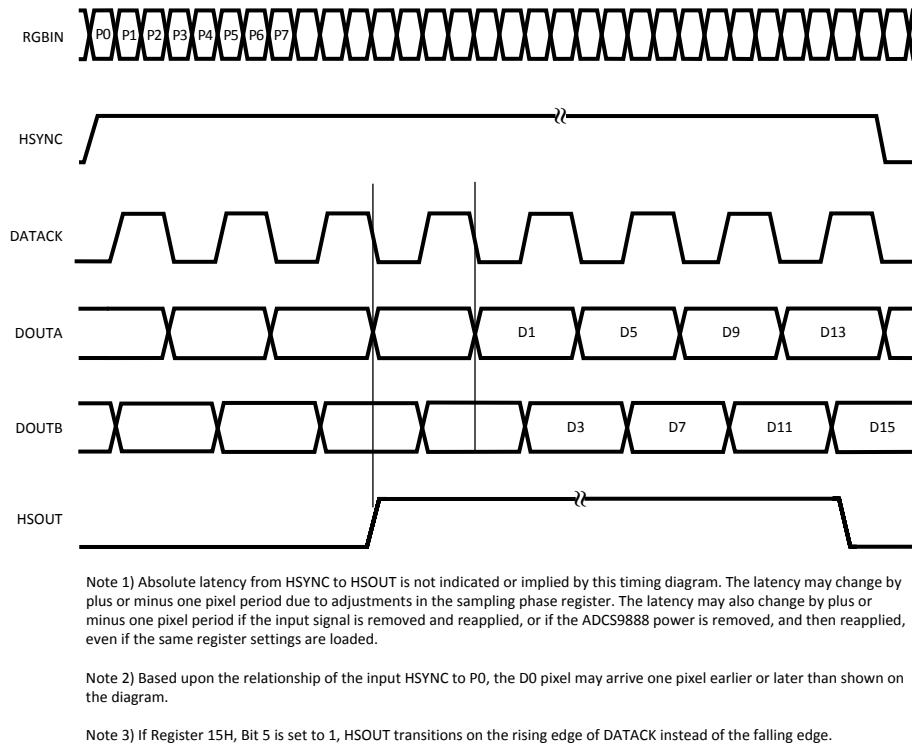 RGBIN P0 P1 P2 P3 P4 P5 P6 P7
HSYNC
DATACK
DOUTA D1 D5 D9 D13
DOUTB D3 D7 D11 D15
HSOUT
Note 1) Absolute latency from HSYNC to HSOUT is not indicated or implied by this timing diagram. The latency may change by
plus or minus one pixel period due to adjustments in the sampling phase register. The latency may also change by plus or
minus one pixel period if the input signal is removed and reapplied, or if the ADCS9888 power is removed, and then reapplied,
even if the same register settings are loaded.
Note 2) Based upon the relationship of the input HSYNC to P0, the D0 pixel may arrive one pixel earlier or later than shown on
the diagram.
Note 3) If Register 15H, Bit 5 is set to 1, HSOUT transitions on the rising edge of DATACK instead of the falling edge.